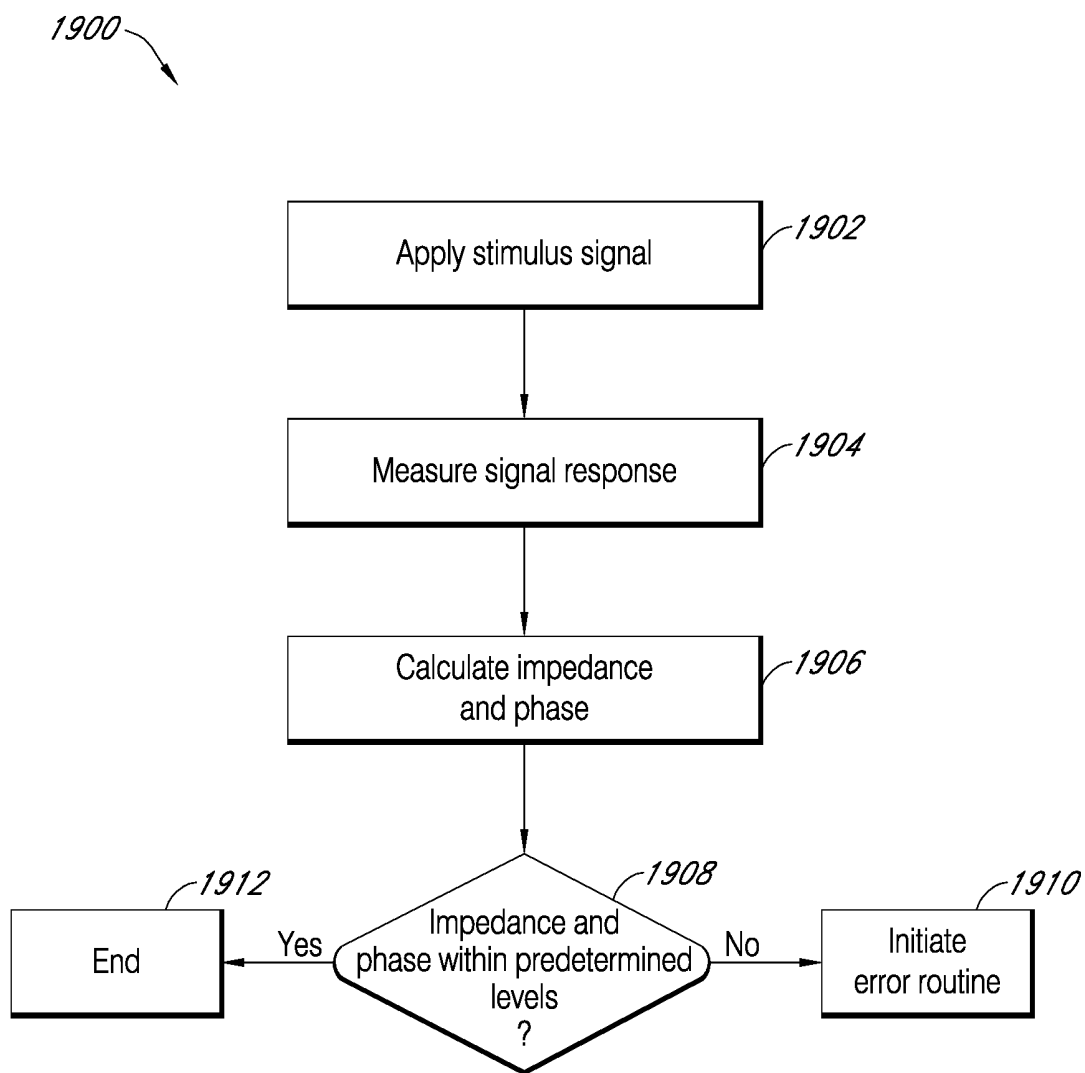 1900
1902
Apply stimulus signal
1904
Measure signal response
1906
Calculate impedance
and phase
1908
Impedance and
phase within predetermined
levels
?
Yes
No
1912
End
1910
Initiate
error routine